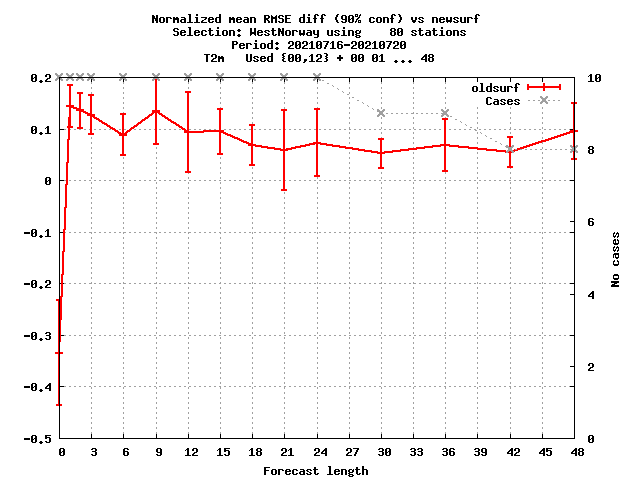 Normalized mean RMSE diff (90% conf) vs newsurf
Selection: WestNorway using    80 stations
Period: 20210716-20210720
T2m   Used {00,12} + 00 01 ... 48
oldsurf
Cases
0.2
0.1
0
-0.1
-0.2
-0.3
-0.4
-0.5
10
8
6
4
2
0
No cases
0 3 6 9 12 15 18 21 24 27 30 33 36 39 42 45 48
Forecast length